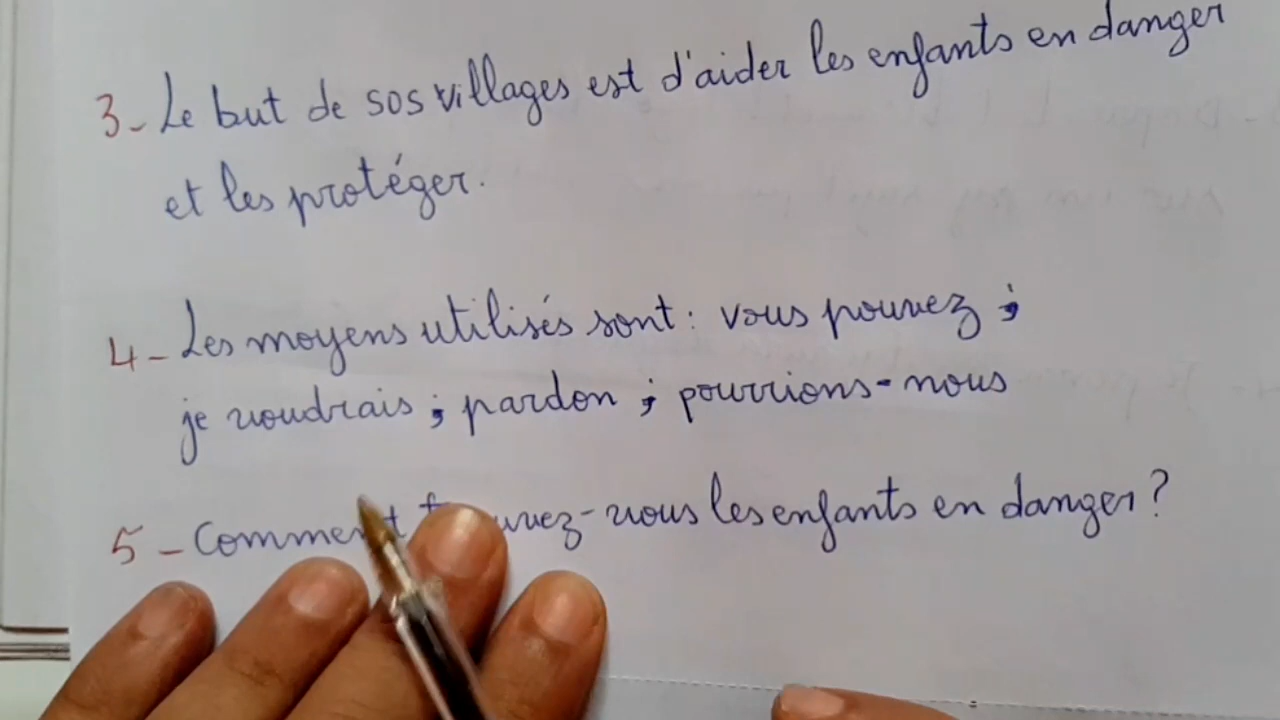 3- Le but de SOS villages est d'aider les enfants en danger
et les protéger.
4- Les moyens utilisés sont : vous pouvez ;
je voudrais ; pardon ; pourrions-nous
5- Comment -vous les enfants en danger ?